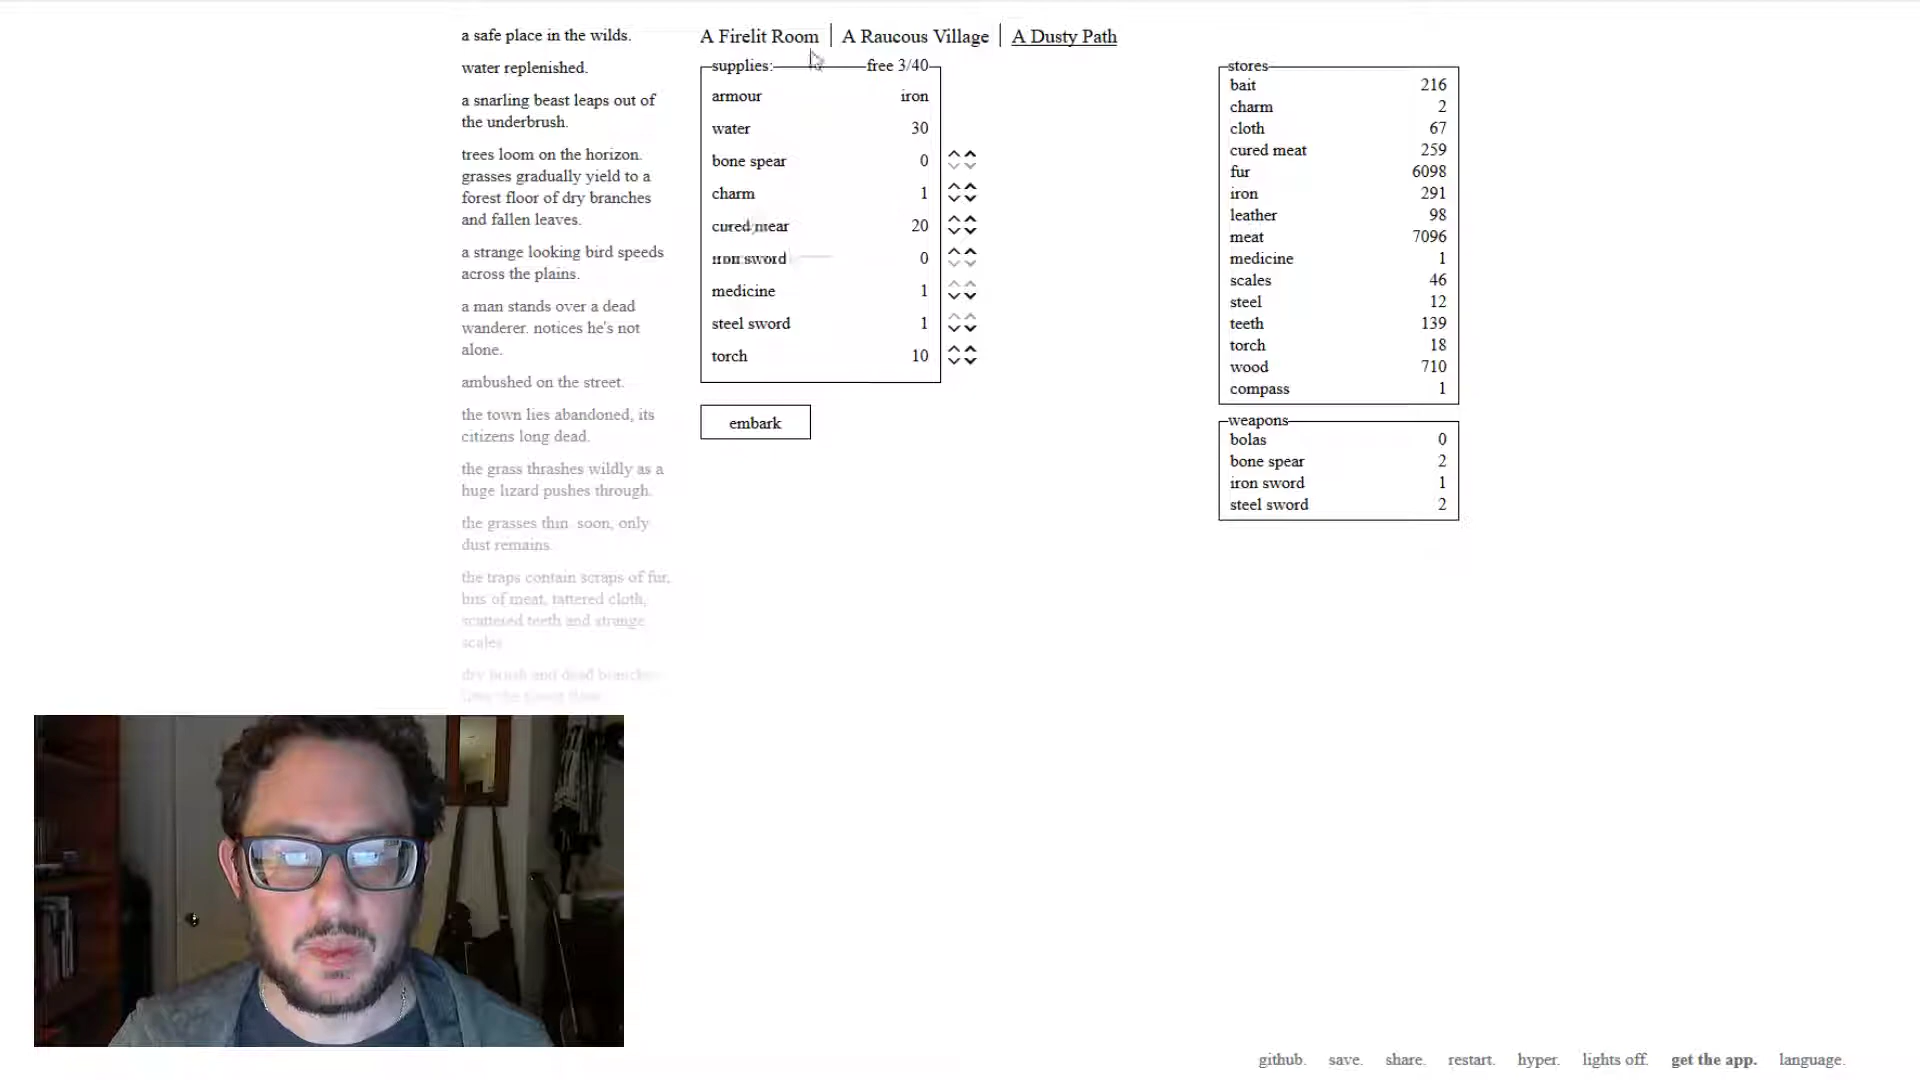 a safe place in the wilds.
water replenished.
a snarling beast leaps out of
the underbrush.
trees loom on the horizon.
grasses gradually yield to a
forest floor of dry branches
and fallen leaves.
a strange looking bird speeds
across the plains.
a man stands over a dead
wanderer. notices he's not
alone.
ambushed on the street.
the town lies abandoned, its
citizens long dead.
the grass thrashes wildly as a
huge lizard pushes through.
the grasses thin. soon, only
dust remains.
the traps contain scraps of fur,
bits of meat, tattered cloth,
scattered teeth and strange
scales
dry brush and dead branches
A Firelit Room | A Raucous Village | A Dusty Path
supplies: free 3/40
armour iron
water 30
bone spear 0
charm 1
cured meat 20
iron sword 0
medicine 1
steel sword 1
torch 10
embark
stores
bait 216
charm 2
cloth 67
cured meat 259
fur 6098
iron 291
leather 98
meat 7096
medicine 1
scales 46
steel 12
teeth 139
torch 18
wood 710
compass 1
weapons
bolas 0
bone spear 2
iron sword 1
steel sword 2
github. save. share. restart. hyper. lights off. get the app. language.